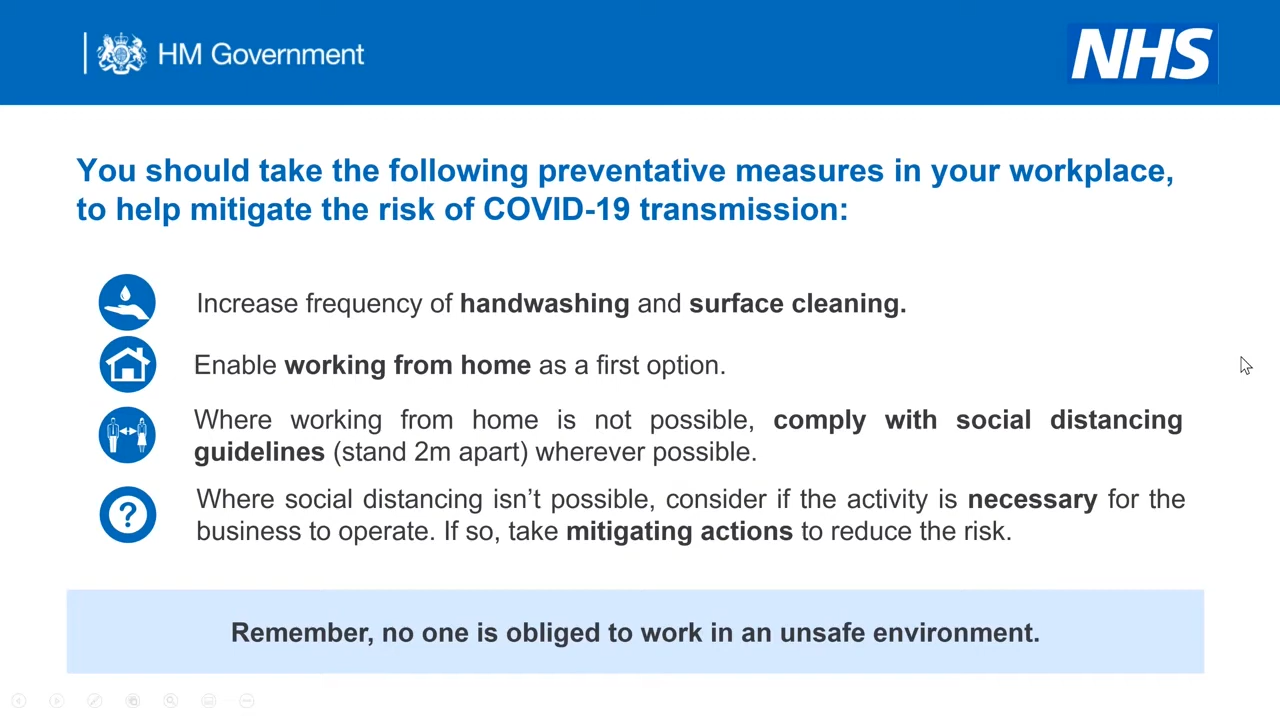 HM Government
NHS
You should take the following preventative measures in your workplace,
to help mitigate the risk of COVID-19 transmission:
Increase frequency of handwashing and surface cleaning.
Enable working from home as a first option.
Where working from home is not possible, comply with social distancing
guidelines (stand 2m apart) wherever possible.
?
Where social distancing isn’t possible, consider if the activity is necessary for the
business to operate. If so, take mitigating actions to reduce the risk.
Remember, no one is obliged to work in an unsafe environment.